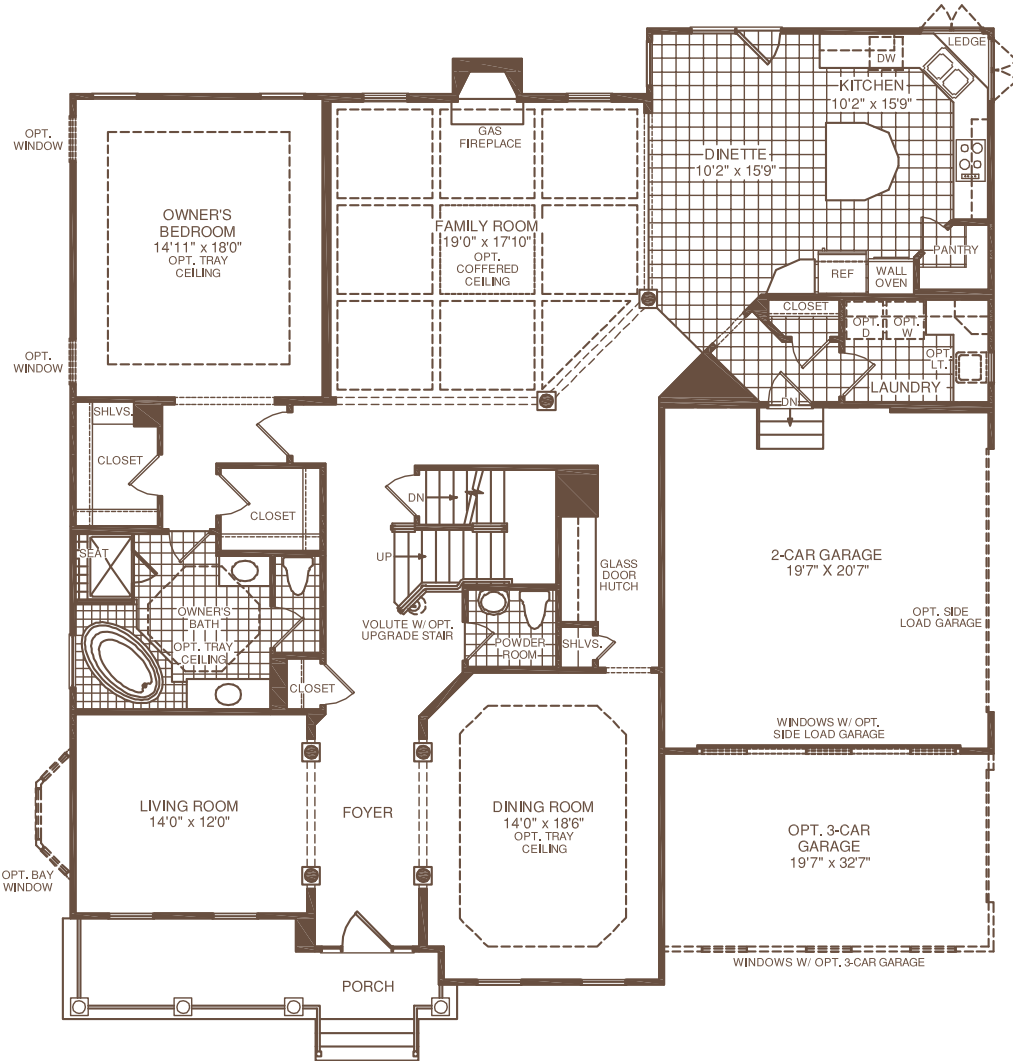 LEDGE
DW
KITCHEN
10'2" x 15'9"
OPT.
WINDOW
GAS
FIREPLACE
DINETTE
10'2" x 15'9"
OWNER'S
BEDROOM
14'11" x 18'0"
OPT. TRAY
CEILING
FAMILY ROOM
19'0" x 17'10"
OPT.
COFFERED
CEILING
PANTRY
REF
WALL
OVEN
CLOSET
OPT.
D
OPT.
W
OPT.
LT.
LAUNDRY
OPT.
WINDOW
DN
SHLVS.
CLOSET
CLOSET
DN
UP
SEAT
GLASS
DOOR
HUTCH
2-CAR GARAGE
19'7" X 20'7"
OWNER'S
BATH
OPT. TRAY
CEILING
VOLUTE W/ OPT.
UPGRADE STAIR
POWDER
ROOM
SHLVS.
OPT. SIDE
LOAD GARAGE
CLOSET
WINDOWS W/ OPT.
SIDE LOAD GARAGE
LIVING ROOM
14'0" x 12'0"
FOYER
DINING ROOM
14'0" x 18'6"
OPT. TRAY
CEILING
OPT. 3-CAR
GARAGE
19'7" x 32'7"
OPT. BAY
WINDOW
WINDOWS W/ OPT. 3-CAR GARAGE
PORCH